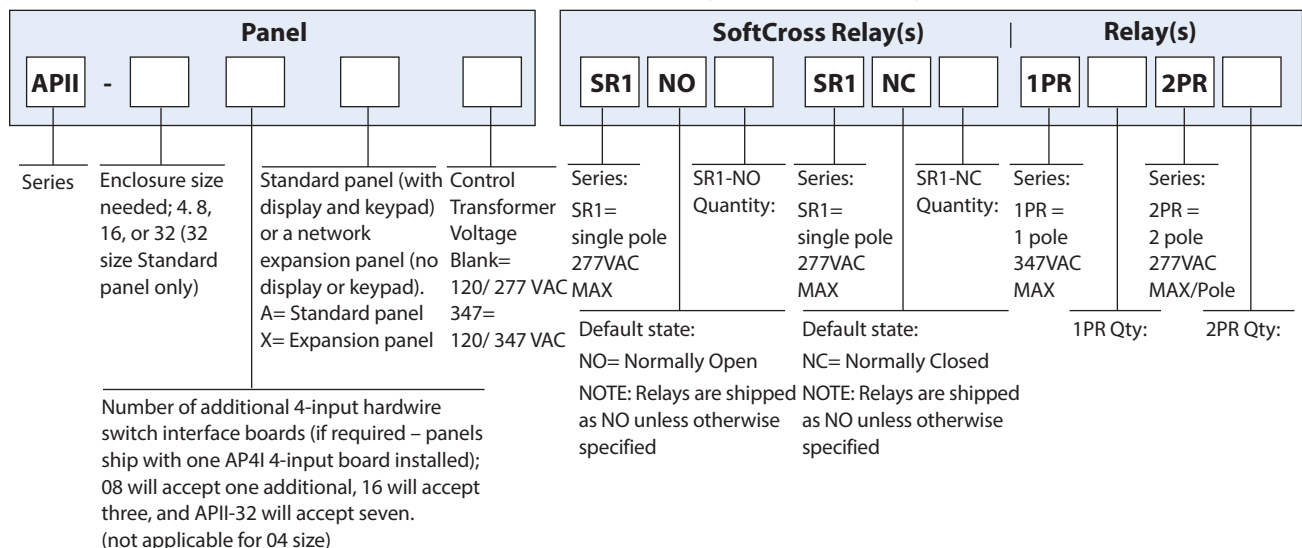 Panel
SoftCross Relay(s) | Relay(s)
APII -
SR1 NO SR1 NC 1PR 2PR
Series
Enclosure size
needed; 4. 8,
16, or 32 (32
size Standard
panel only)
Number of additional 4-input hardwire
switch interface boards (if required – panels
ship with one AP4I 4-input board installed);
08 will accept one additional, 16 will accept
three, and APII-32 will accept seven.
(not applicable for 04 size)
Standard panel (with
display and keypad)
or a network
expansion panel (no
display or keypad).
A= Standard panel
X= Expansion panel
Control
Transformer
Voltage
Blank=
120/ 277 VAC
347=
120/ 347 VAC
Series:
SR1=
single pole
277VAC
MAX
Default state:
NO= Normally Open
NOTE: Relays are shipped
as NO unless otherwise
specified
SR1-NO
Quantity:
Series:
SR1=
single pole
277VAC
MAX
Default state:
NC= Normally Closed
NOTE: Relays are shipped
as NO unless otherwise
specified
SR1-NC
Quantity:
Series:
1PR =
1 pole
347VAC
MAX
1PR Qty:
Series:
2PR =
2 pole
277VAC
MAX/Pole
2PR Qty: